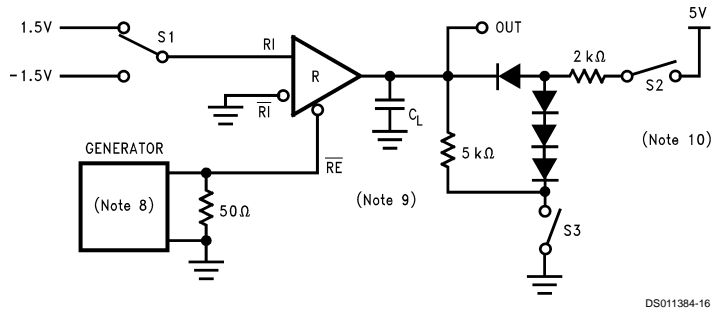 1.5V
S1
-1.5V
RI
R
RI
OUT
2 kΩ
5V
S2
C_L
(Note 10)
GENERATOR
(Note 8)
50Ω
RE
(Note 9)
5 kΩ
S3
DS011384-16